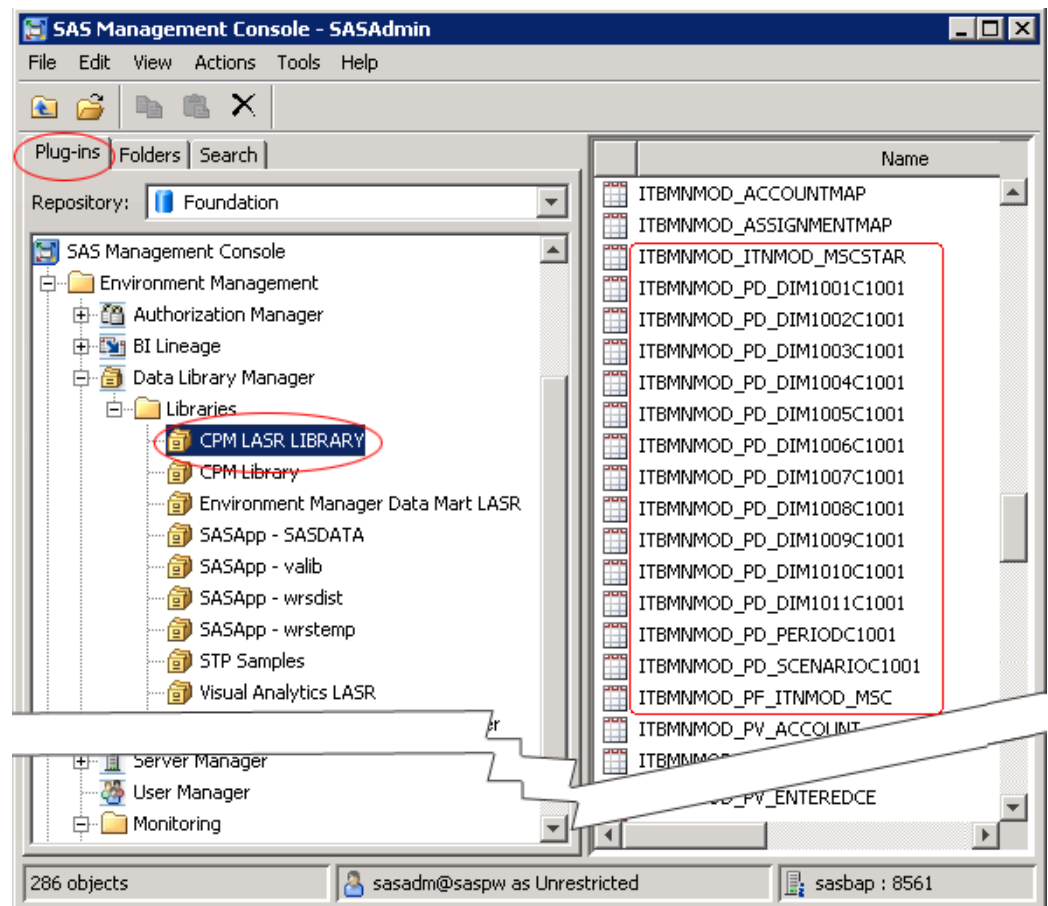 SAS Management Console - SASAdmin
File Edit View Actions Tools Help
Plug-ins Folders Search
Repository: Foundation
SAS Management Console
Environment Management
Authorization Manager
BI Lineage
Data Library Manager
Libraries
CPM LASR LIBRARY
CPM Library
Environment Manager Data Mart LASR
SASApp - SASDATA
SASApp - valib
SASApp - wrsdist
SASApp - wrstemp
STP Samples
Visual Analytics LASR
Server Manager
User Manager
Monitoring
Name
ITBMNMOD_ACCOUNTMAP
ITBMNMOD_ASSIGNMENTMAP
ITBMNMOD_ITNMOD_MSCSTAR
ITBMNMOD_PD_DIM1001C1001
ITBMNMOD_PD_DIM1002C1001
ITBMNMOD_PD_DIM1003C1001
ITBMNMOD_PD_DIM1004C1001
ITBMNMOD_PD_DIM1005C1001
ITBMNMOD_PD_DIM1006C1001
ITBMNMOD_PD_DIM1007C1001
ITBMNMOD_PD_DIM1008C1001
ITBMNMOD_PD_DIM1009C1001
ITBMNMOD_PD_DIM1010C1001
ITBMNMOD_PD_DIM1011C1001
ITBMNMOD_PD_PERIODC1001
ITBMNMOD_PD_SCENARIOC1001
ITBMNMOD_PF_ITNMOD_MSC
ITBMNMOD_PV_ACCOUNT
_PV_ENTEREDCE
286 objects
sasadm@saspw as Unrestricted
sasbap : 8561